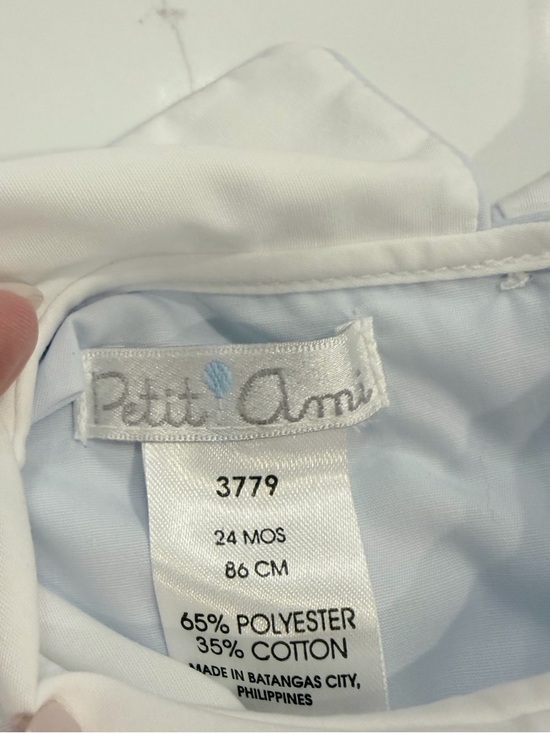 Petit Ami
3779
24 MOS
86 CM
65% POLYESTER
35% COTTON
MADE IN BATANGAS CITY,
PHILIPPINES